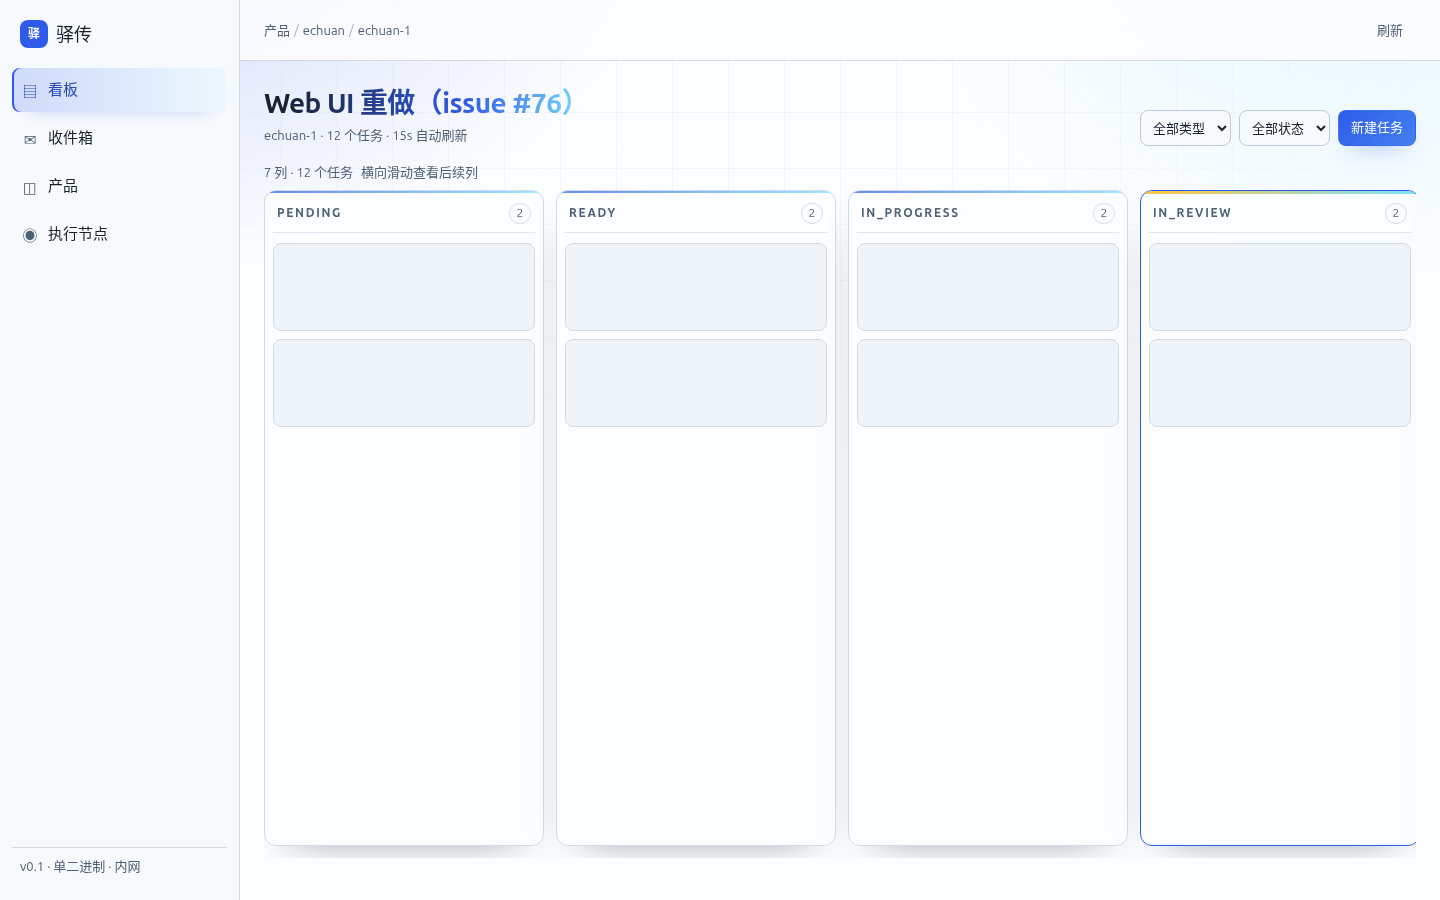 驿 驿传
看板
收件箱
产品
执行节点
v0.1 · 单二进制 · 内网
产品 / echuan / echuan-1
刷新
Web UI 重做（issue #76）
echuan-1 · 12 个任务 · 15s 自动刷新
全部类型
全部状态
新建任务
7 列 · 12 个任务 横向滑动查看后续列
PENDING 2
READY 2
IN_PROGRESS 2
IN_REVIEW 2